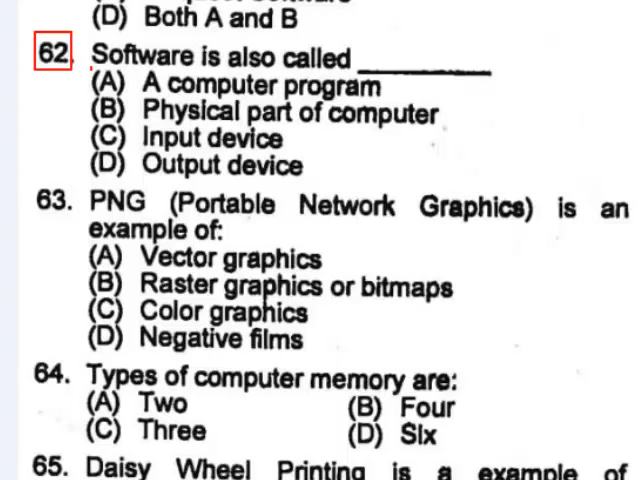 (D) Both A and B
62. Software is also called ________
(A) A computer program
(B) Physical part of computer
(C) Input device
(D) Output device
63. PNG (Portable Network Graphics) is an
example of:
(A) Vector graphics
(B) Raster graphics or bitmaps
(C) Color graphics
(D) Negative films
64. Types of computer memory are:
(A) Two (B) Four
(C) Three (D) Six
65. Daisy Wheel Printing is a example of